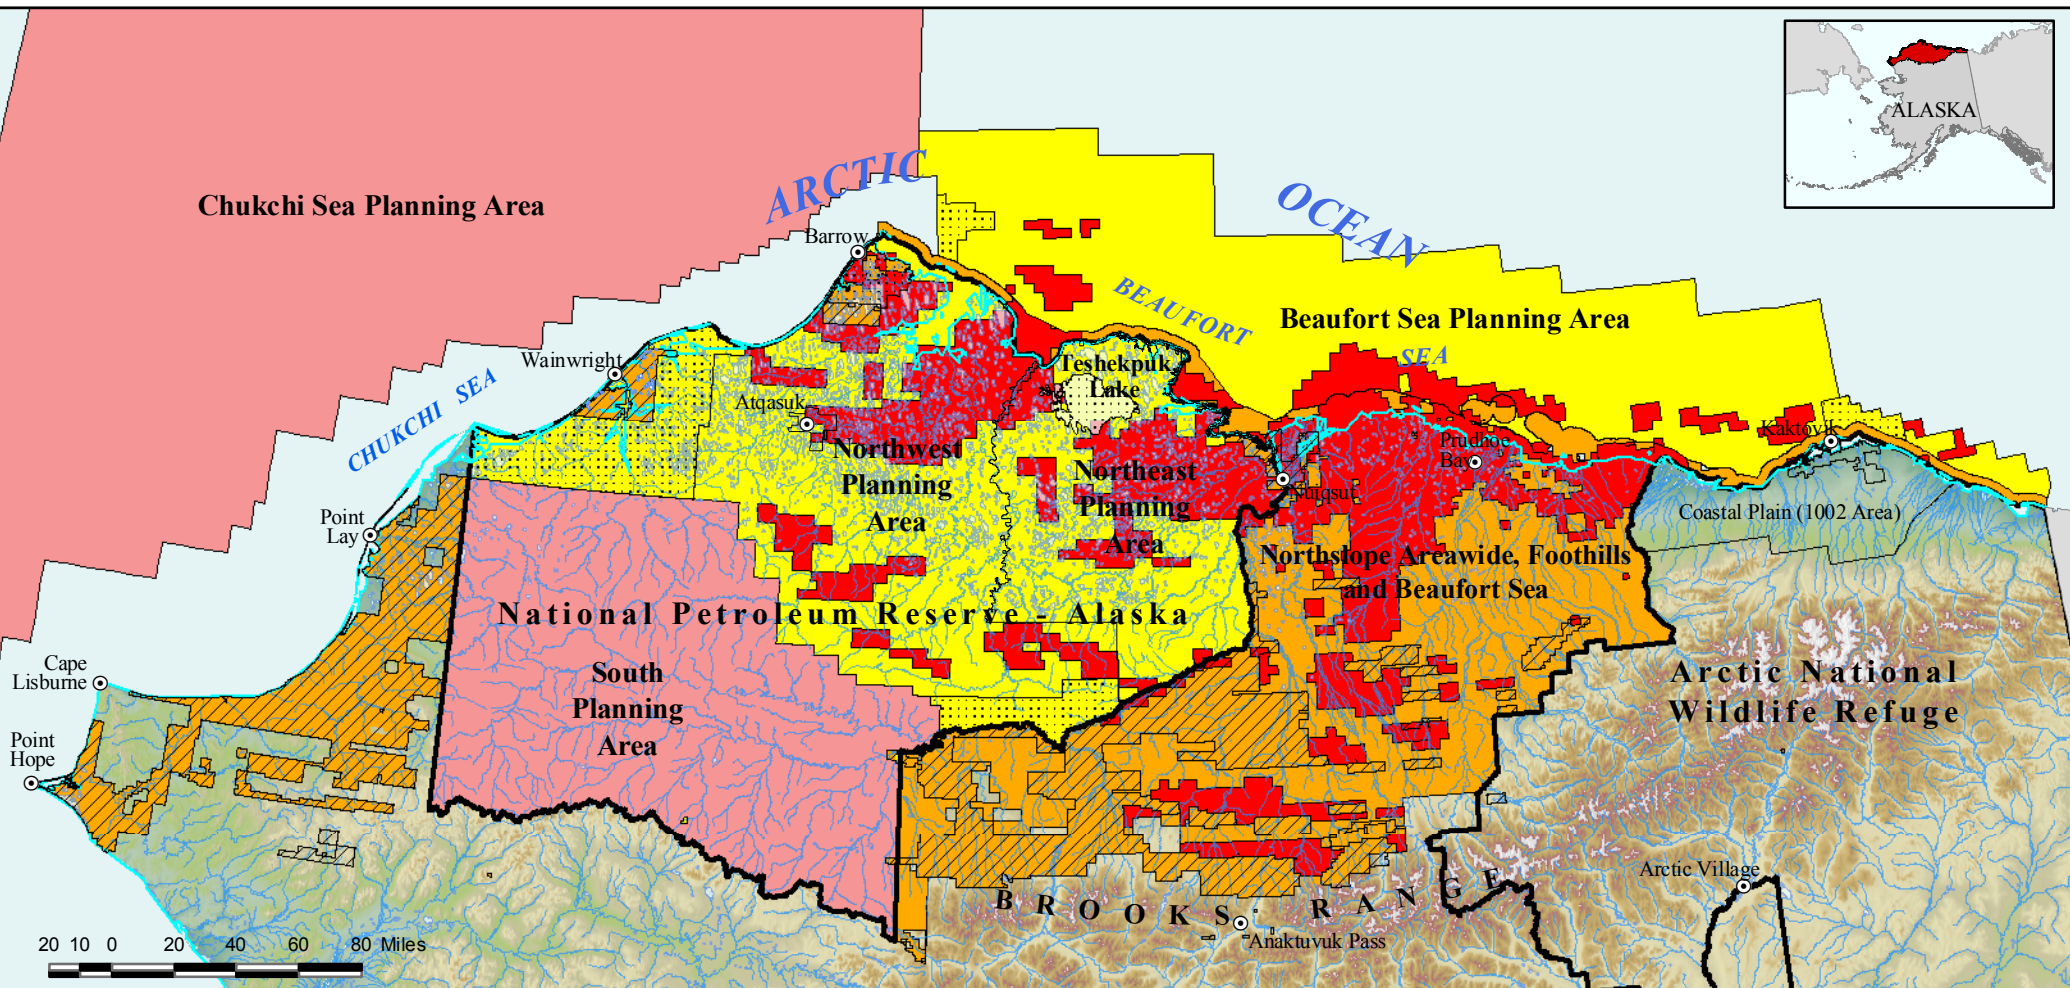 ALASKA
Chukchi Sea Planning Area
ARCTIC
OCEAN
Barrow
BEAUFORT
SEA
Beaufort Sea Planning Area
Wainwright
CHUKCHI SEA
Teshekpuk
Lake
Atqasuk
Kaktovik
Northwest
Planning
Area
Northeast
Planning
Area
Prudhoe
Bay
Nuiqsut
Point
Lay
Coastal Plain (1002 Area)
Northslope Areawide, Foothills
and Beaufort Sea
National Petroleum Reserve - Alaska
Cape
Lisburne
South
Planning
Area
Arctic National
Wildlife Refuge
Point
Hope
Arctic Village
BROOKS RANGE
Anaktuvuk Pass
20 10 0 20 40 60 80 Miles